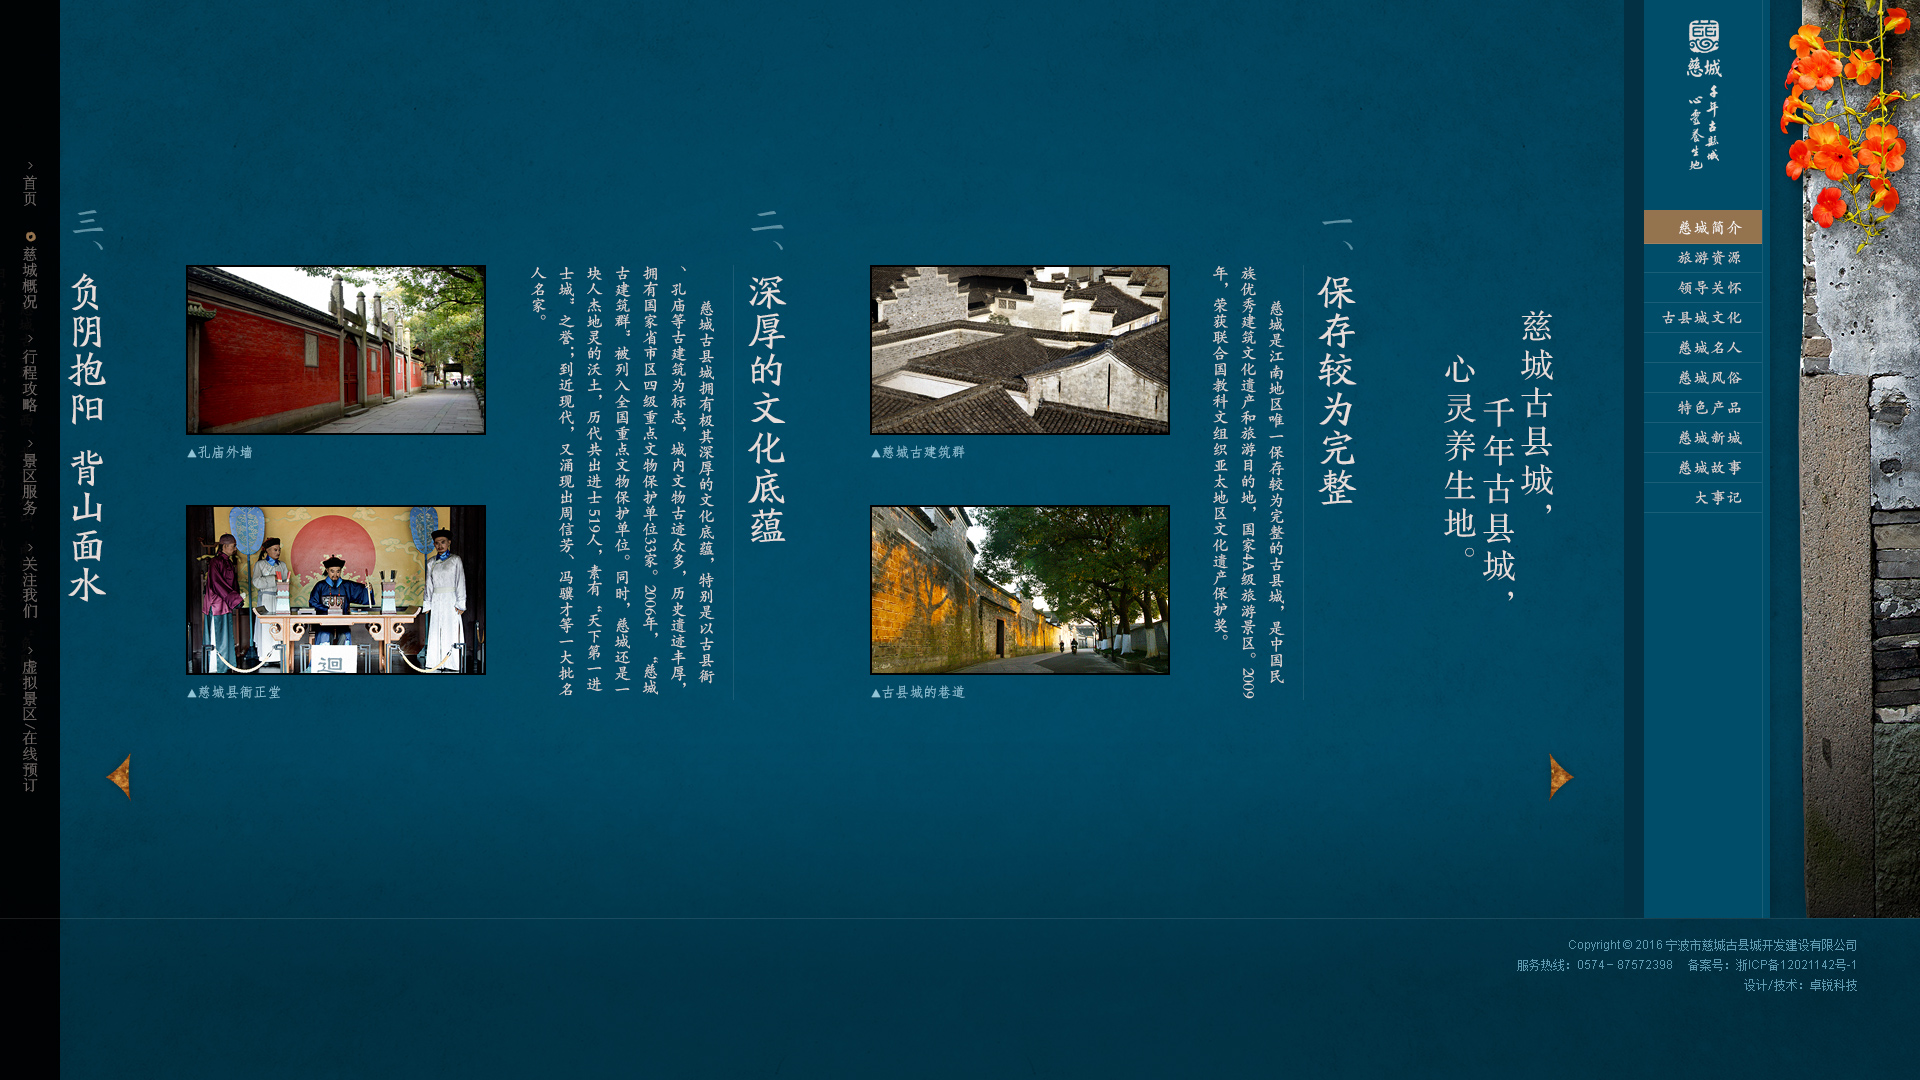 慈城
千年古县城
心灵养生地
慈城简介
旅游资源
领导关怀
古县城文化
慈城名人
慈城风俗
特色产品
慈城新城
慈城故事
大事记
慈城古县城，
千年古县城，
心灵养生地。
一、
保存较为完整
慈城是江南地区唯一保存较为完整的古县城，是中国民
族优秀建筑文化遗产和旅游目的地，国家4A级旅游景区。2009
年，荣获联合国教科文组织亚太地区文化遗产保护奖。
▲慈城古建筑群
▲古县城的巷道
二、
深厚的文化底蕴
慈城古县城拥有极其深厚的文化底蕴，特别是以古县衙
、孔庙等古建筑为标志，城内文物古迹众多，历史遗迹丰厚，
拥有国家省市区四级重点文物保护单位33家。2006年，“慈城
古建筑群”被列入全国重点文物保护单位。同时，慈城还是一
块人杰地灵的沃土，历代共出进士519人，素有“天下第一进
士城”之誉；到近现代，又涌现出周信芳、冯骥才等一大批名
人名家。
▲孔庙外墙
迴
▲慈城县衙正堂
三、
负阴抱阳 背山面水
› 首页
慈城概况
› 行程攻略
› 景区服务
› 关注我们
› 虚拟景区/在线预订
Copyright © 2016 宁波市慈城古县城开发建设有限公司
服务热线：0574－87572398 备案号：浙ICP备12021142号-1
设计/技术：卓锐科技